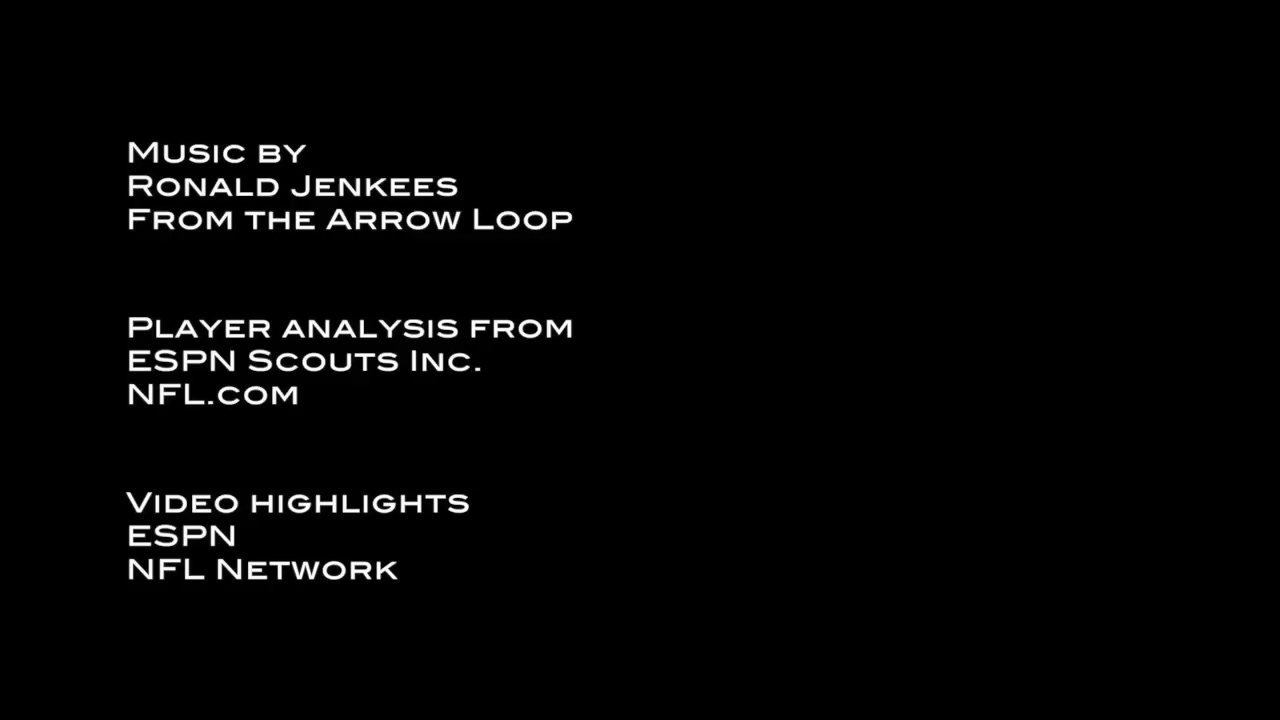 Music by
Ronald Jenkees
From the Arrow Loop
Player analysis from
ESPN Scouts Inc.
NFL.com
Video highlights
ESPN
NFL Network